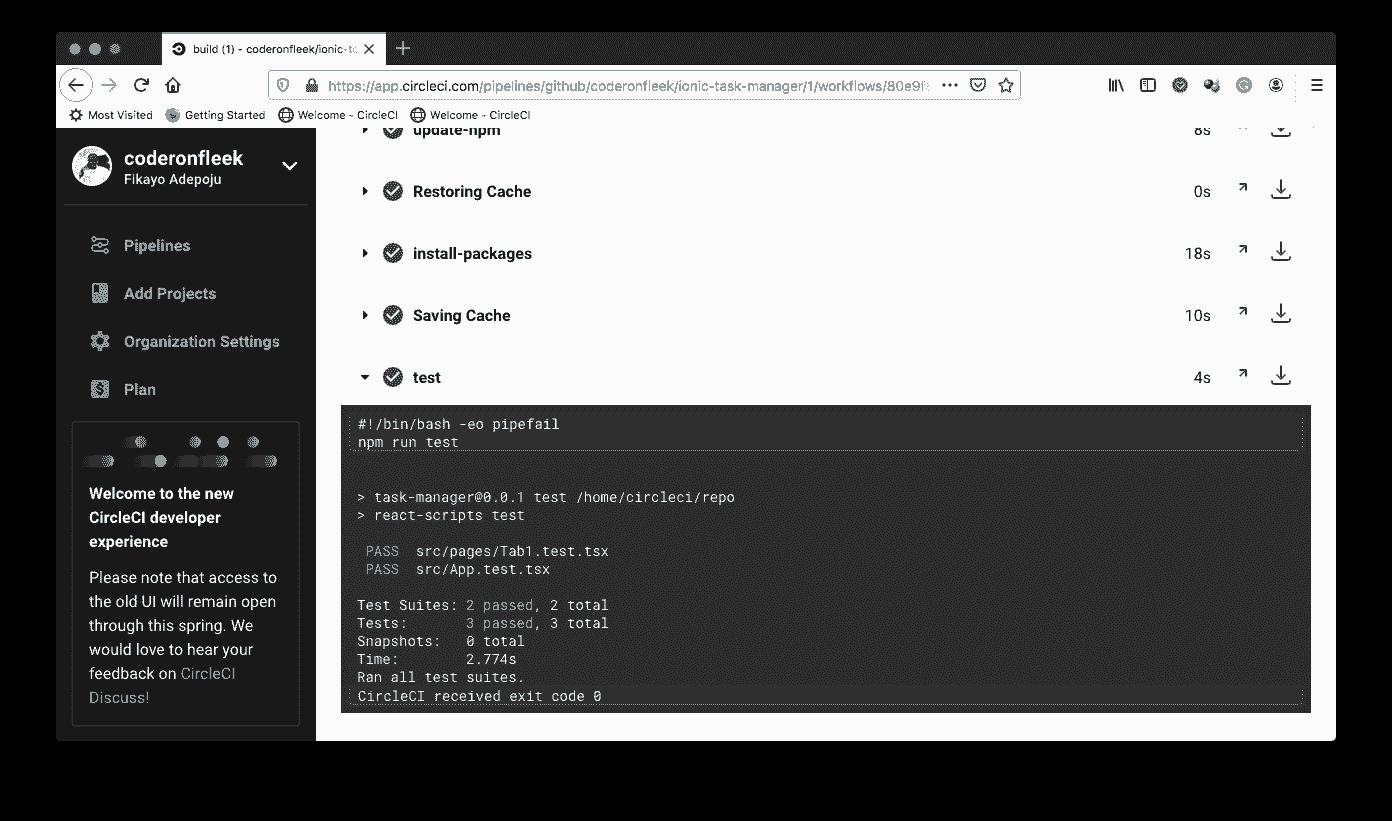 build (1) - coderonfleek/ionic-ta
https://app.circleci.com/pipelines/github/coderonfleek/ionic-task-manager/1/workflows/80e9f
Most Visited Getting Started Welcome - CircleCI Welcome - CircleCI
coderonfleek
Fikayo Adepoju
Pipelines
Add Projects
Organization Settings
Plan
Welcome to the new
CircleCI developer
experience
Please note that access to
the old UI will remain open
through this spring. We
would love to hear your
feedback on CircleCI
Discuss!
update-npm 8s
Restoring Cache 0s
install-packages 18s
Saving Cache 10s
test 4s
#!/bin/bash -eo pipefail
npm run test
> task-manager@0.0.1 test /home/circleci/repo
> react-scripts test
PASS src/pages/Tab1.test.tsx
PASS src/App.test.tsx
Test Suites: 2 passed, 2 total
Tests: 3 passed, 3 total
Snapshots: 0 total
Time: 2.774s
Ran all test suites.
CircleCI received exit code 0